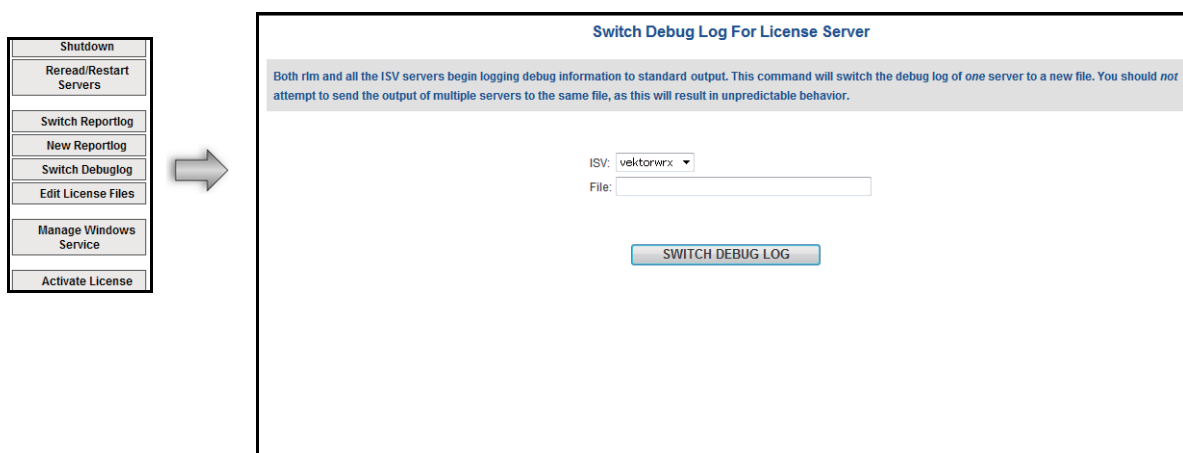 Shutdown
Reread/Restart
Servers
Switch Reportlog
New Reportlog
Switch Debuglog
Edit License Files
Manage Windows
Service
Activate License
Switch Debug Log For License Server
Both rlm and all the ISV servers begin logging debug information to standard output. This command will switch the debug log of one server to a new file. You should not
attempt to send the output of multiple servers to the same file, as this will result in unpredictable behavior.
ISV: vektorwrx
File:
SWITCH DEBUG LOG